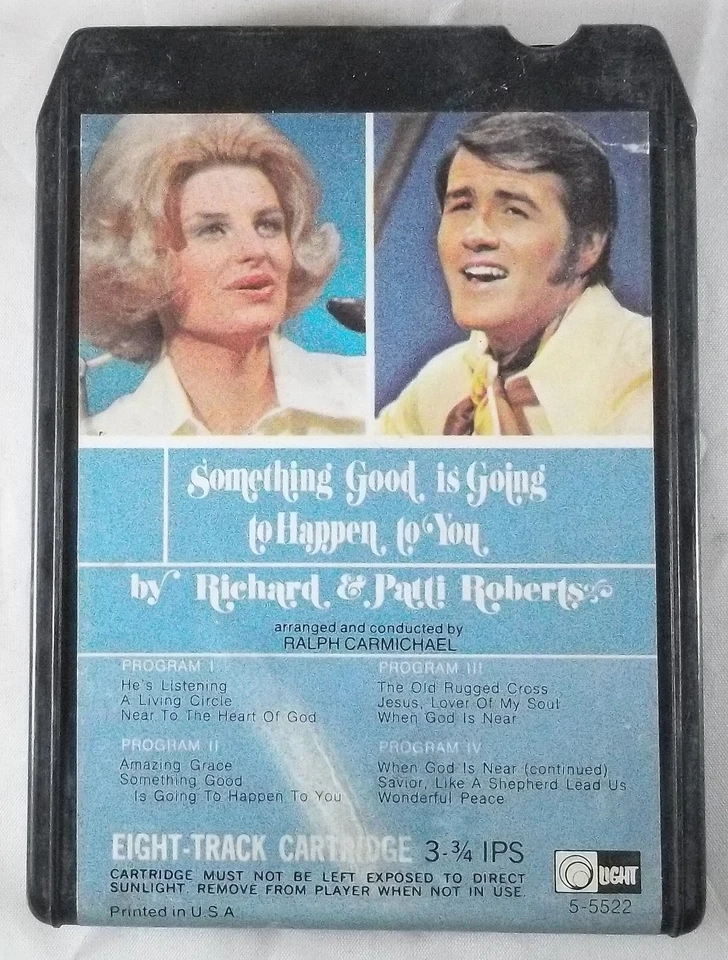 Something Good is Going
to Happen to You
by Richard & Patti Roberts
arranged and conducted by
RALPH CARMICHAEL
PROGRAM I
He's Listening
A Living Circle
Near To The Heart Of God
PROGRAM II
Amazing Grace
Something Good
Is Going To Happen To You
PROGRAM III
The Old Rugged Cross
Jesus, Lover Of My Soul
When God Is Near
PROGRAM IV
When God Is Near (continued)
Savior, Like A Shepherd Lead Us
Wonderful Peace
EIGHT-TRACK CARTRIDGE 3-¾ IPS
CARTRIDGE MUST NOT BE LEFT EXPOSED TO DIRECT
SUNLIGHT. REMOVE FROM PLAYER WHEN NOT IN USE.
Printed in U.S.A.
LIGHT
5-5522